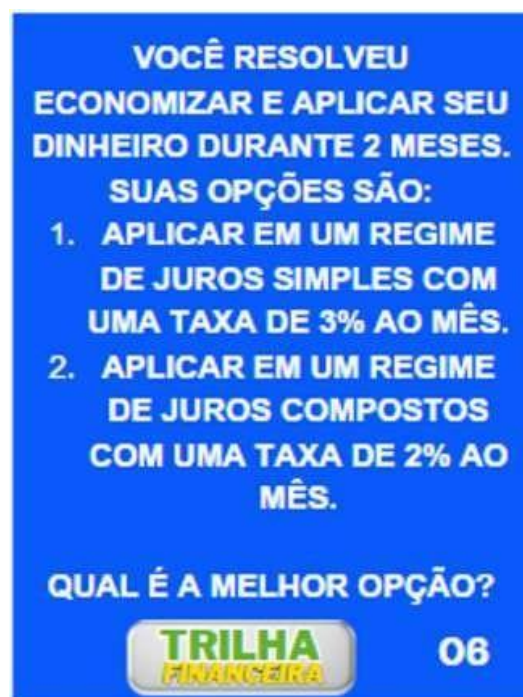 VOCÊ RESOLVEU
ECONOMIZAR E APLICAR SEU
DINHEIRO DURANTE 2 MESES.
SUAS OPÇÕES SÃO:
1. APLICAR EM UM REGIME
DE JUROS SIMPLES COM
UMA TAXA DE 3% AO MÊS.
2. APLICAR EM UM REGIME
DE JUROS COMPOSTOS
COM UMA TAXA DE 2% AO
MÊS.
QUAL É A MELHOR OPÇÃO?
TRILHA
FINANCEIRA
06